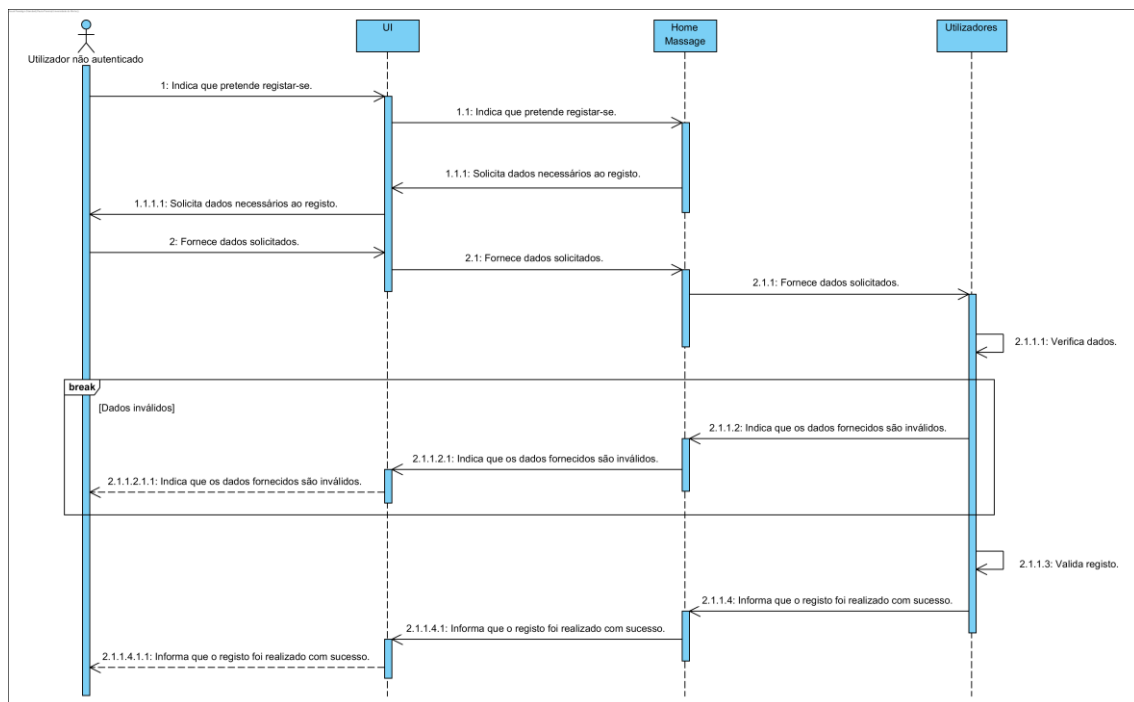 UI
Home
Massage
Utilizadores
Utilizador não autenticado
1: Indica que pretende registar-se.
1.1: Indica que pretende registar-se.
1.1.1: Solicita dados necessários ao registo.
1.1.1.1: Solicita dados necessários ao registo.
2: Fornece dados solicitados.
2.1: Fornece dados solicitados.
2.1.1: Fornece dados solicitados.
2.1.1.1: Verifica dados.
break
[Dados inválidos]
2.1.1.2: Indica que os dados fornecidos são inválidos.
2.1.1.2.1: Indica que os dados fornecidos são inválidos.
2.1.1.2.1.1: Indica que os dados fornecidos são inválidos.
2.1.1.3: Valida registo.
2.1.1.4: Informa que o registo foi realizado com sucesso.
2.1.1.4.1: Informa que o registo foi realizado com sucesso.
2.1.1.4.1.1: Informa que o registo foi realizado com sucesso.